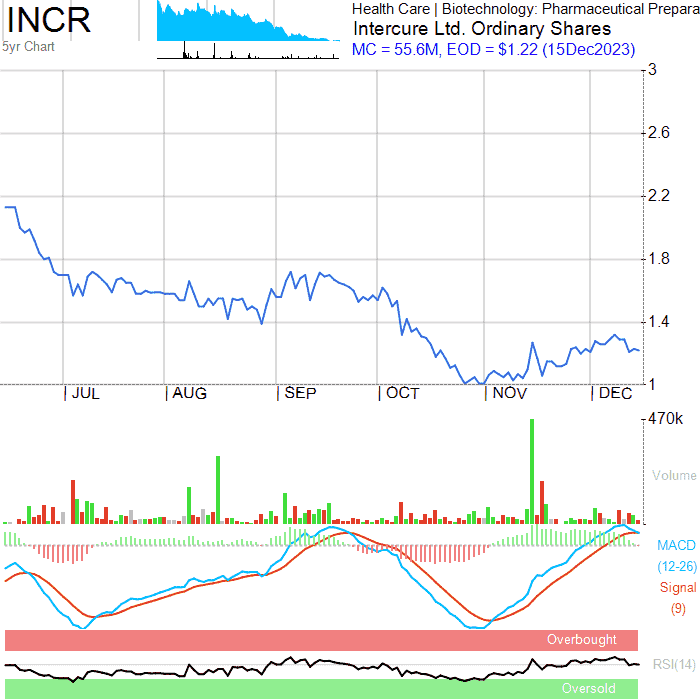 INCR
5yr Chart
Health Care | Biotechnology: Pharmaceutical Prepara
Intercure Ltd. Ordinary Shares
MC = 55.6M, EOD = $1.22 (15Dec2023)
3
2.6
2.2
1.8
1.4
1
JUL AUG SEP OCT NOV DEC
470k
Volume
MACD
(12-26)
Signal
(9)
Overbought
RSI(14)
Oversold